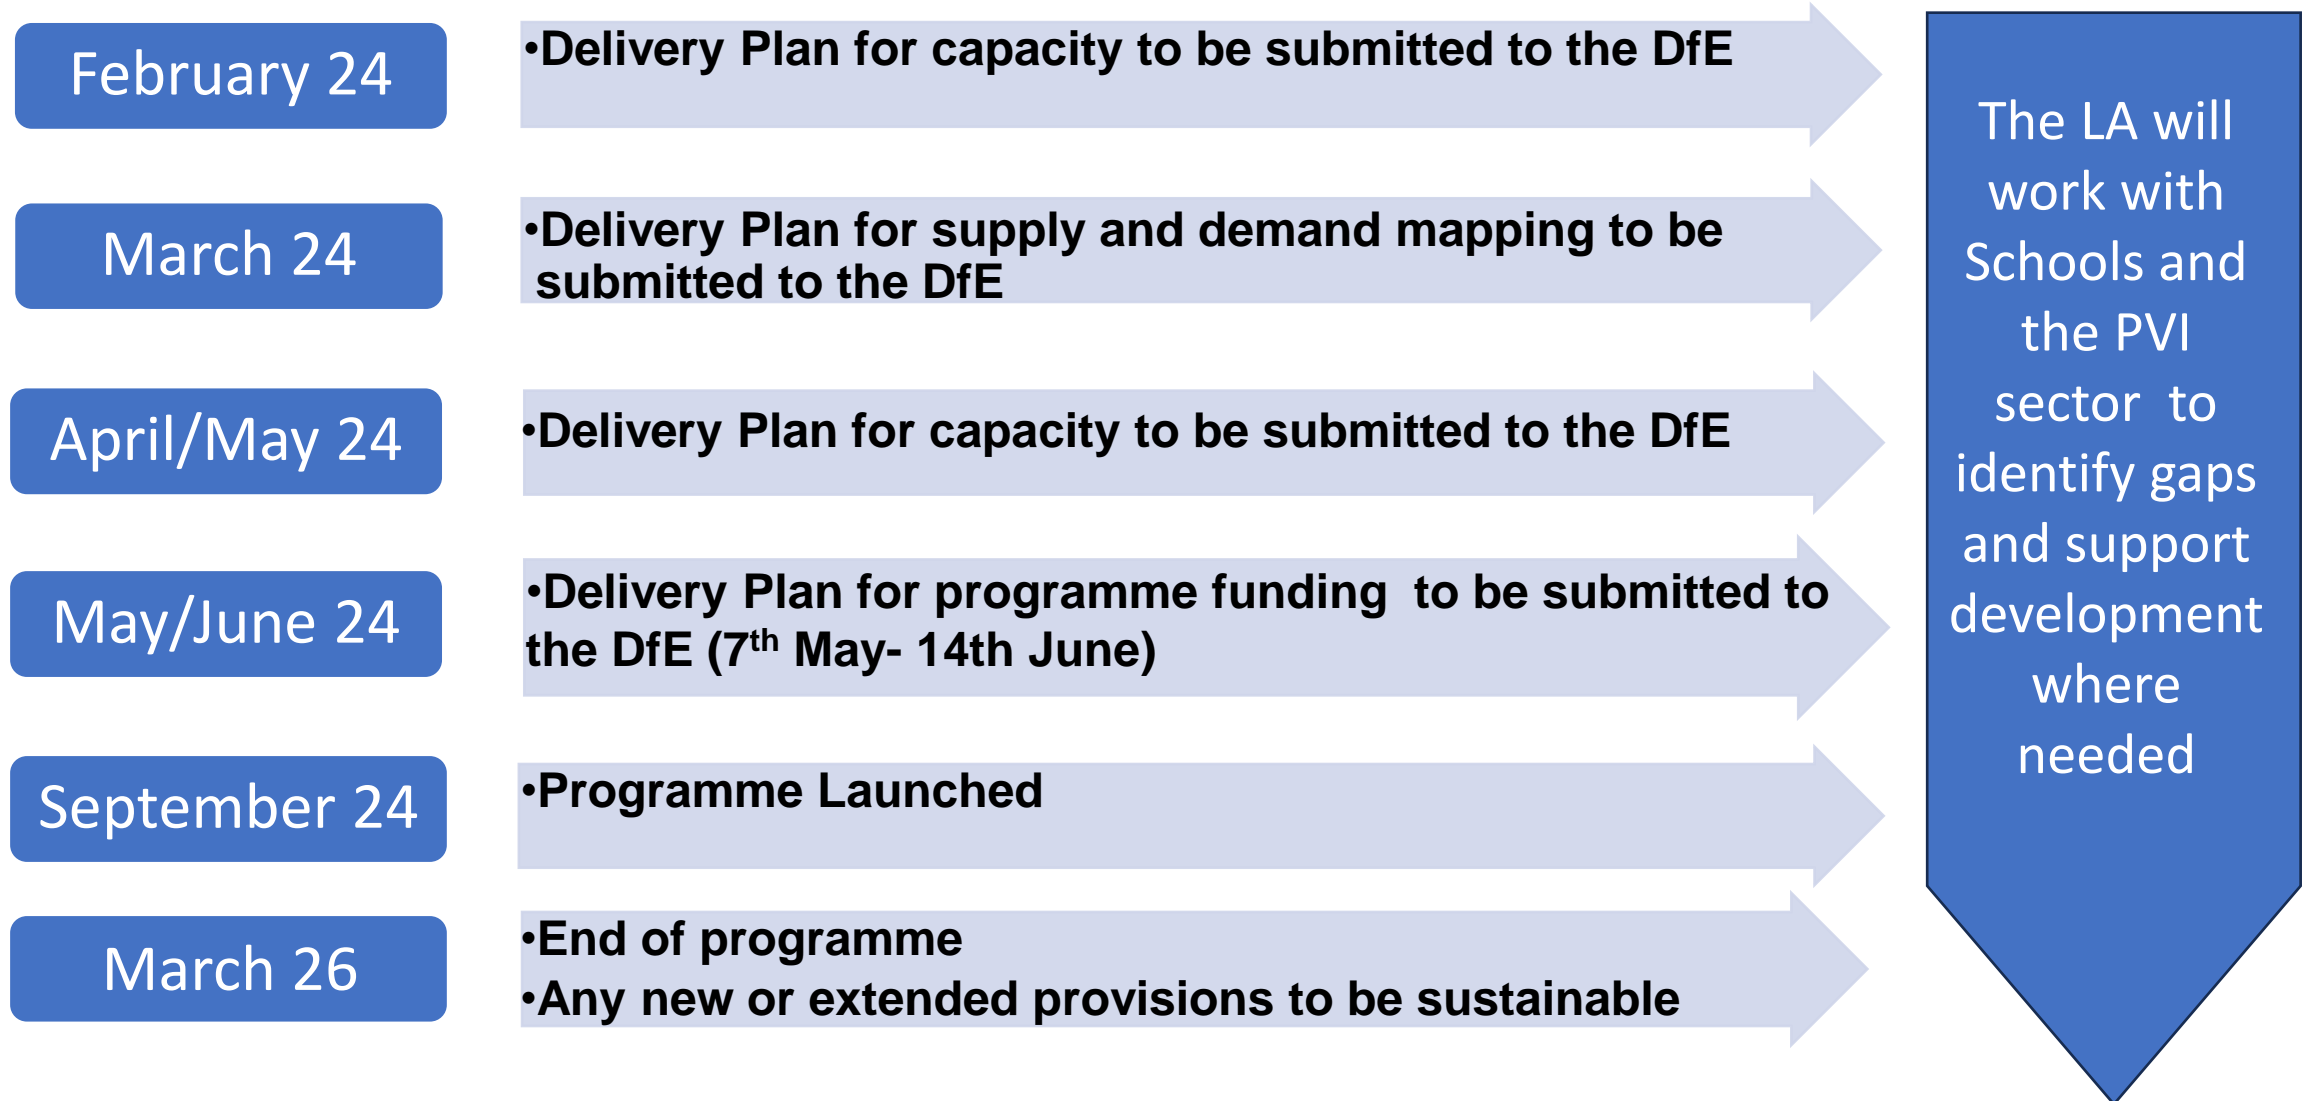 February 24
•Delivery Plan for capacity to be submitted to the DfE
March 24
•Delivery Plan for supply and demand mapping to be
submitted to the DfE
April/May 24
•Delivery Plan for capacity to be submitted to the DfE
May/June 24
•Delivery Plan for programme funding  to be submitted to
the DfE (7th May- 14th June)
September 24
•Programme Launched
March 26
•End of programme
•Any new or extended provisions to be sustainable
The LA will
work with
Schools and
the PVI
sector  to
identify gaps
and support
development
where
needed